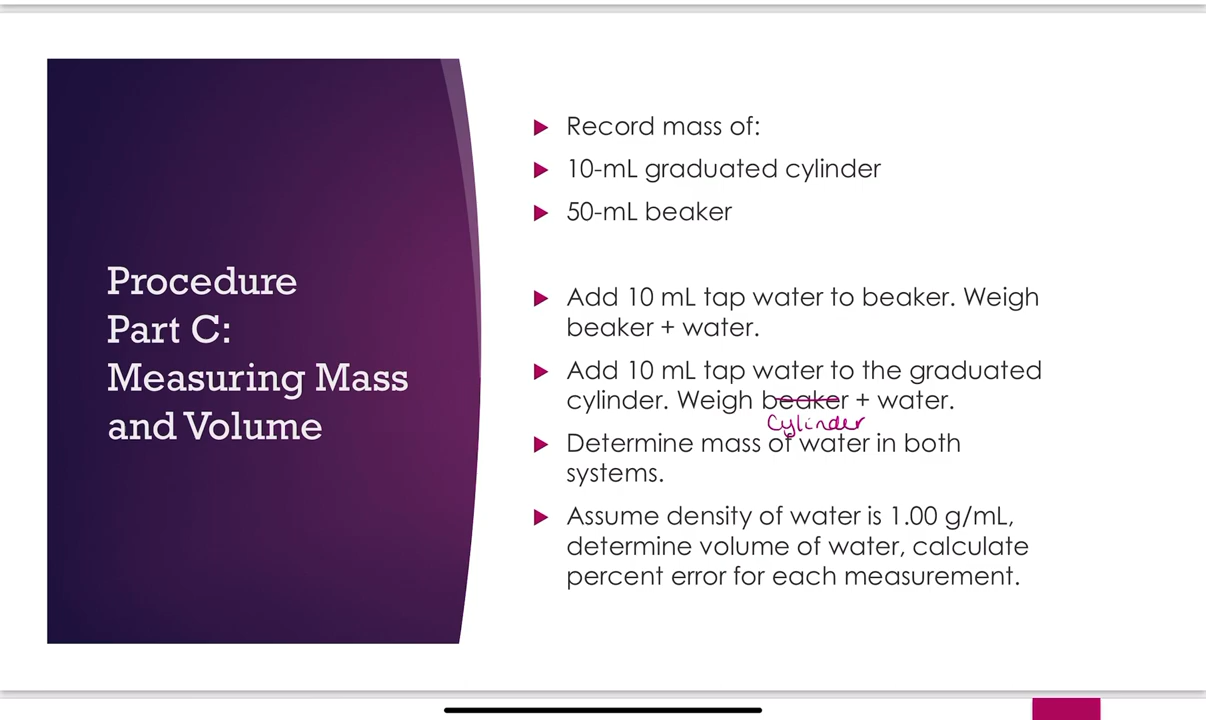 Procedure
Part C:
Measuring Mass
and Volume
Record mass of:
10-mL graduated cylinder
50-mL beaker
Add 10 mL tap water to beaker. Weigh
beaker + water.
Add 10 mL tap water to the graduated
cylinder. Weigh beaker + water.
Cylinder
Determine mass of water in both
systems.
Assume density of water is 1.00 g/mL,
determine volume of water, calculate
percent error for each measurement.